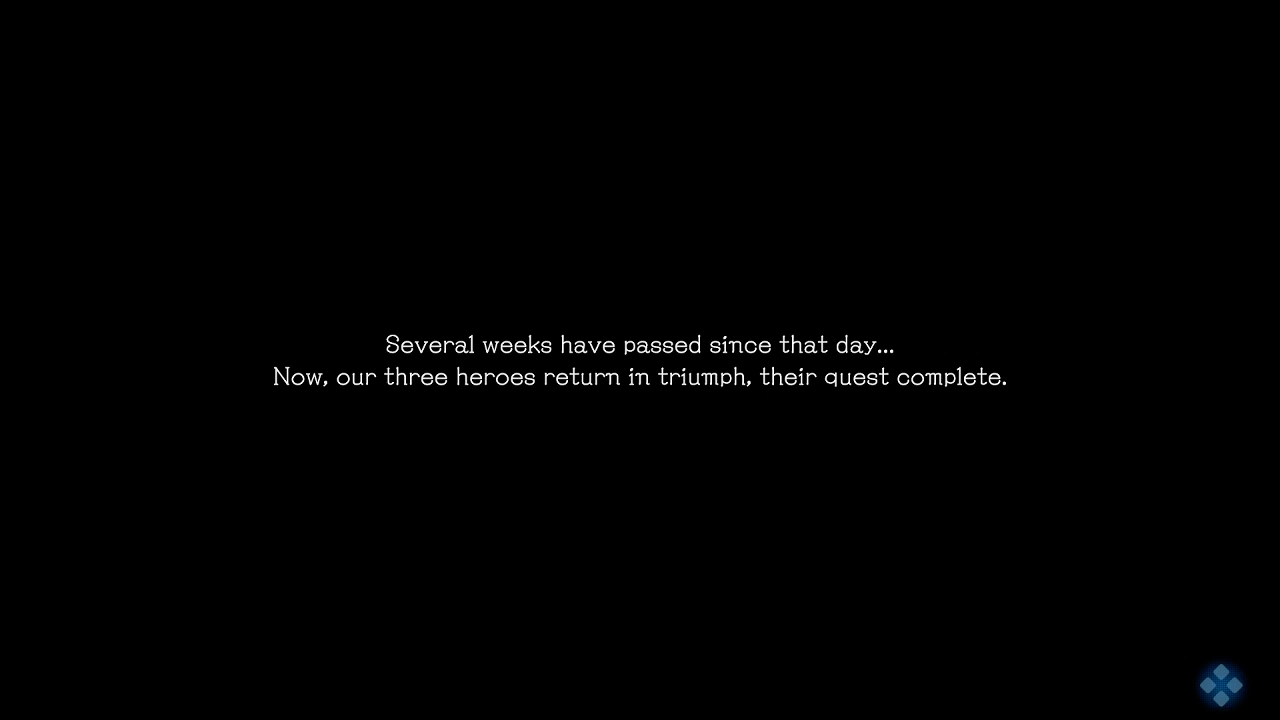 Several weeks have passed since that day...
Now, our three heroes return in triumph, their quest complete.